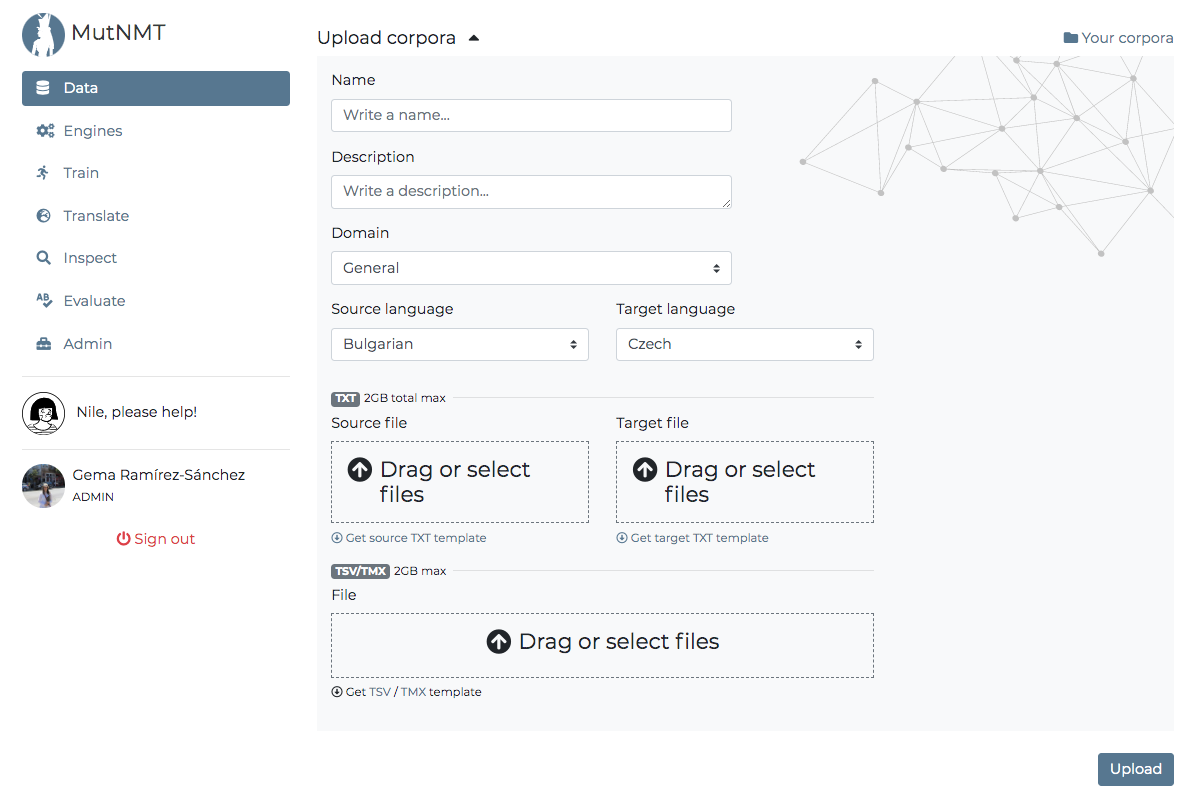 MutNMT
Data
Engines
Train
Translate
Inspect
Evaluate
Admin
Nile, please help!
Gema Ramírez-Sánchez
ADMIN
Sign out
Upload corpora
Your corpora
Name
Write a name...
Description
Write a description...
Domain
General
Source language
Target language
Bulgarian
Czech
TXT 2GB total max
Source file
Target file
Drag or select
files
Drag or select
files
Get source TXT template
Get target TXT template
TSV/TMX 2GB max
File
Drag or select files
Get TSV / TMX template
Upload